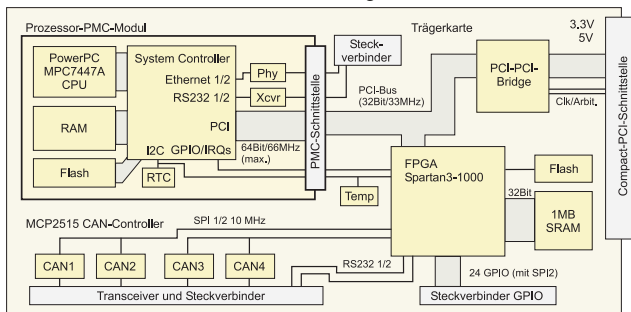 Prozessor-PMC-Modul
Trägerkarte
3.3V
5V
PowerPC
MPC7447A
CPU
System Controller
Ethernet 1/2
RS232 1/2
PCI
I2C GPIO/IRQs
Phy
Xcvr
Steck-
verbinder
PMC-Schnittstelle
PCI-Bus
(32Bit/33MHz)
PCI-PCI-
Bridge
Clk/Arbit.
Compact-PCI-Schnittstelle
RAM
Flash
RTC
64Bit/66MHz
(max.)
Temp
FPGA
Spartan3-1000
Flash
32Bit
1MB
SRAM
MCP2515 CAN-Controller
SPI 1/2 10 MHz
CAN1
CAN2
CAN3
CAN4
RS232 1/2
24 GPIO (mit SPI2)
Transceiver und Steckverbinder
Steckverbinder GPIO